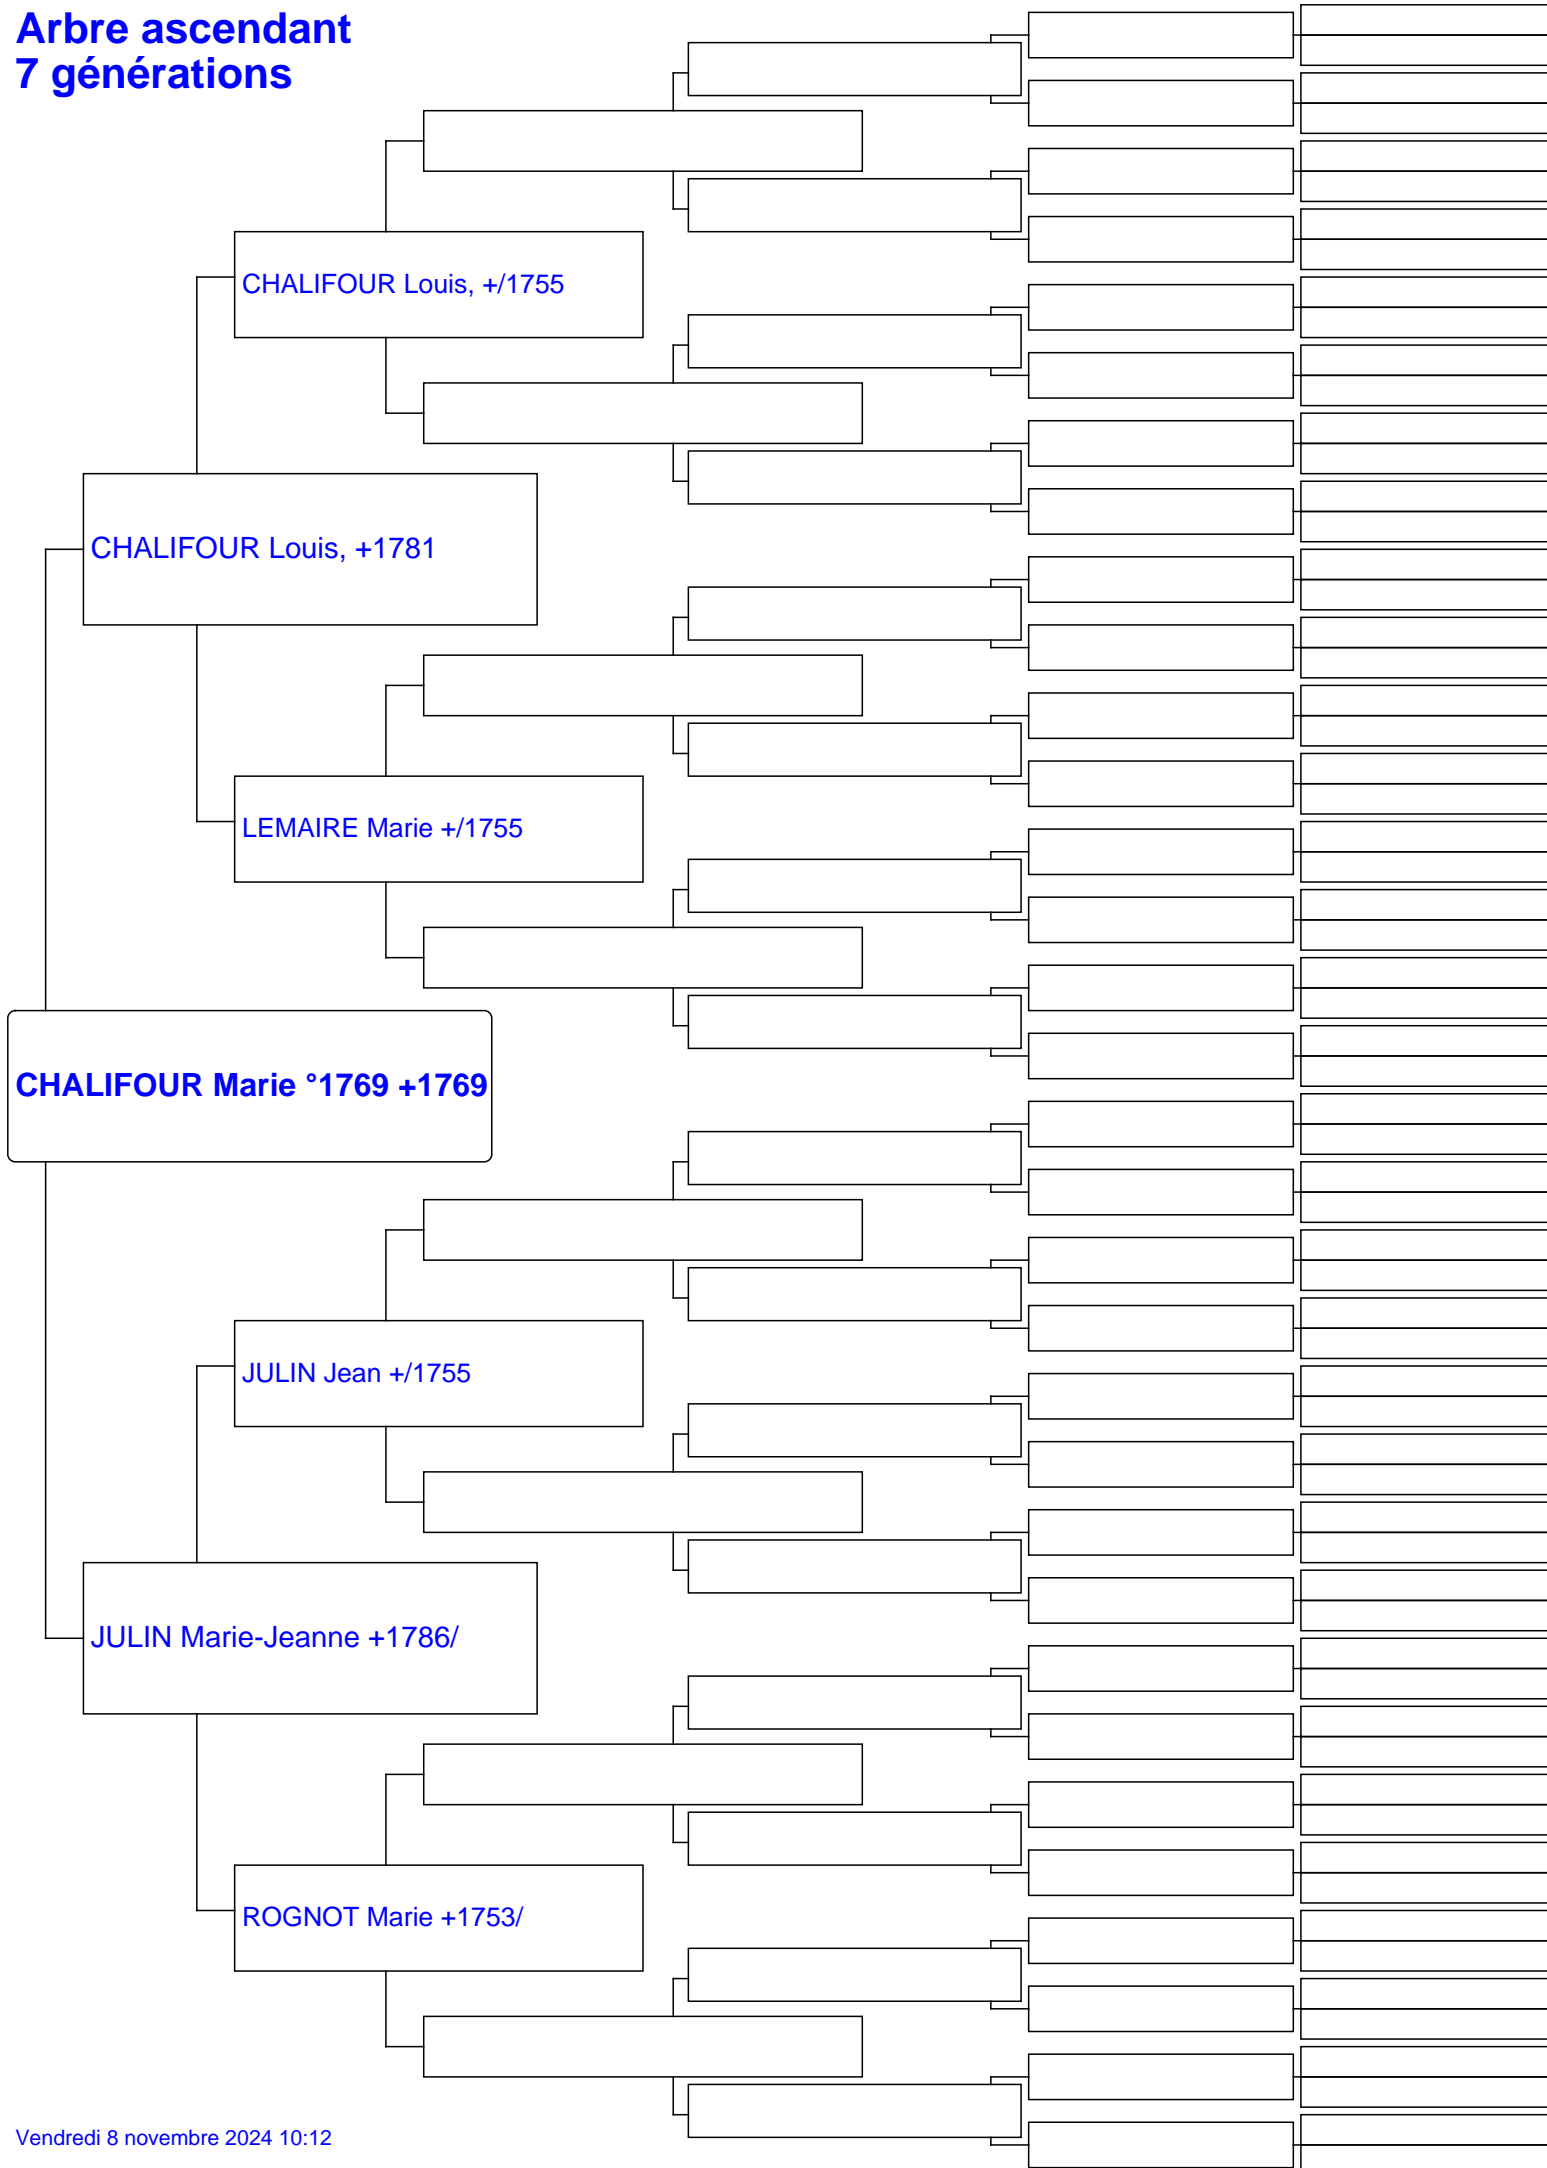 Arbre ascendant
7 générations
CHALIFOUR Louis, +/1755
CHALIFOUR Louis, +1781
LEMAIRE Marie +/1755
CHALIFOUR Marie °1769 +1769
JULIN Jean +/1755
JULIN Marie-Jeanne +1786/
ROGNOT Marie +1753/
Vendredi 8 novembre 2024 10:12